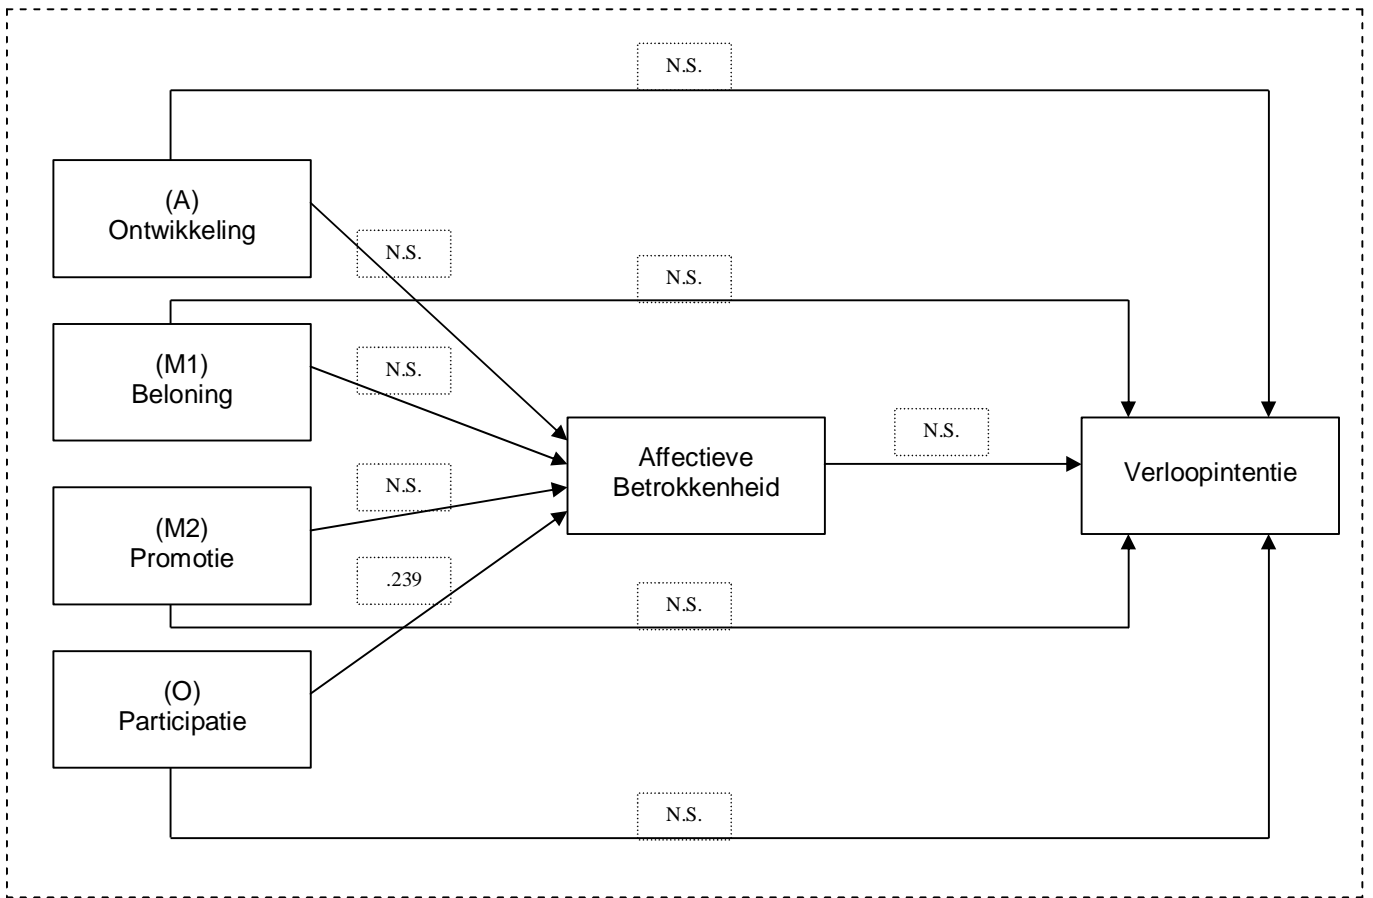 N.S.
(A)
Ontwikkeling
N.S.
N.S.
(M1)
Beloning
N.S.
N.S.
Affectieve
Betrokkenheid
Verloopintentie
N.S.
(M2)
Promotie
.239
N.S.
(O)
Participatie
N.S.